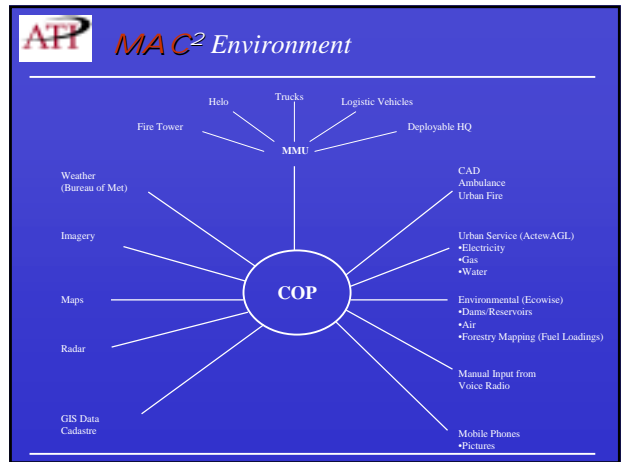 ATI
MAC² Environment
Trucks
Helo
Logistic Vehicles
Fire Tower
Deployable HQ
MMU
Weather
(Bureau of Met)
Imagery
Maps
Radar
GIS Data
Cadastre
COP
CAD
Ambulance
Urban Fire
Urban Service (ActewAGL)
•Electricity
•Gas
•Water
Environmental (Ecowise)
•Dams/Reservoirs
•Air
•Forestry Mapping (Fuel Loadings)
Manual Input from
Voice Radio
Mobile Phones
•Pictures